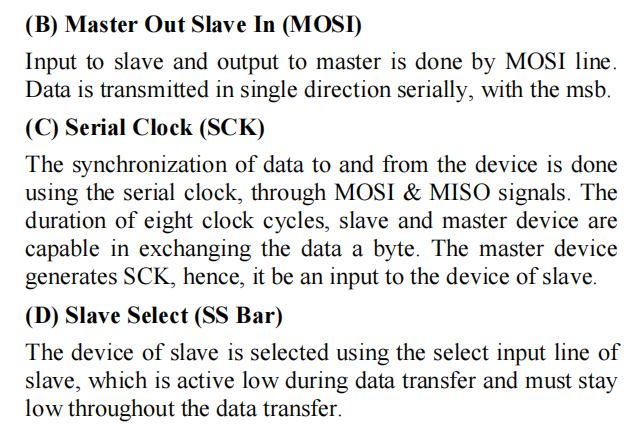 (B) Master Out Slave In (MOSI)
Input to slave and output to master is done by MOSI line.
Data is transmitted in single direction serially, with the msb.
(C) Serial Clock (SCK)
The synchronization of data to and from the device is done
using the serial clock, through MOSI & MISO signals. The
duration of eight clock cycles, slave and master device are
capable in exchanging the data a byte. The master device
generates SCK, hence, it be an input to the device of slave.
(D) Slave Select (SS Bar)
The device of slave is selected using the select input line of
slave, which is active low during data transfer and must stay
low throughout the data transfer.